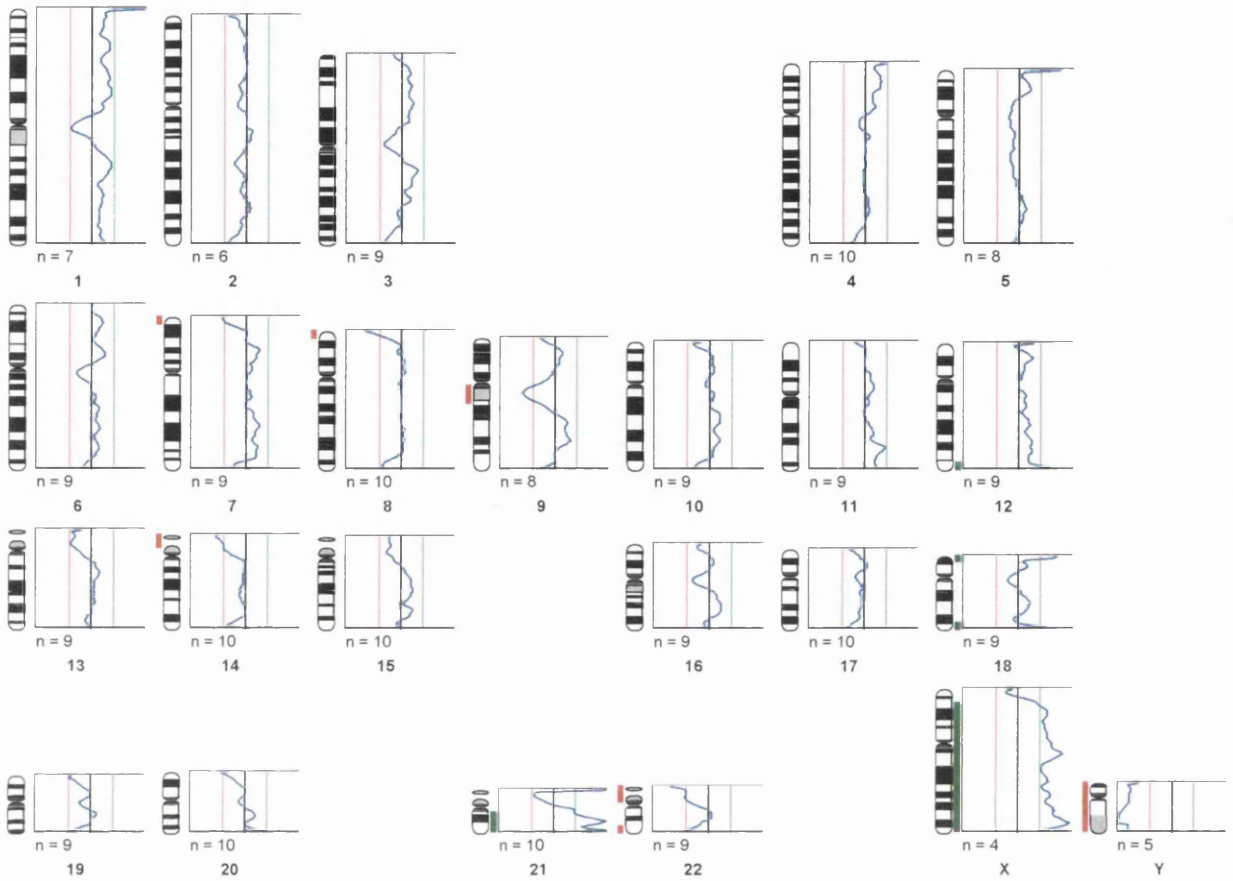 n = 7
n = 6
n = 9
n = 10
n = 8
1
2
3
4
5
n = 9
n = 9
n = 10
n = 8
n = 9
n = 9
n = 9
6
7
8
9
10
11
12
n = 9
n = 10
n = 10
n = 9
n = 10
n = 9
13
14
15
16
17
18
n = 9
n = 10
n = 10
n = 9
n = 4
n = 5
19
20
21
22
X
Y